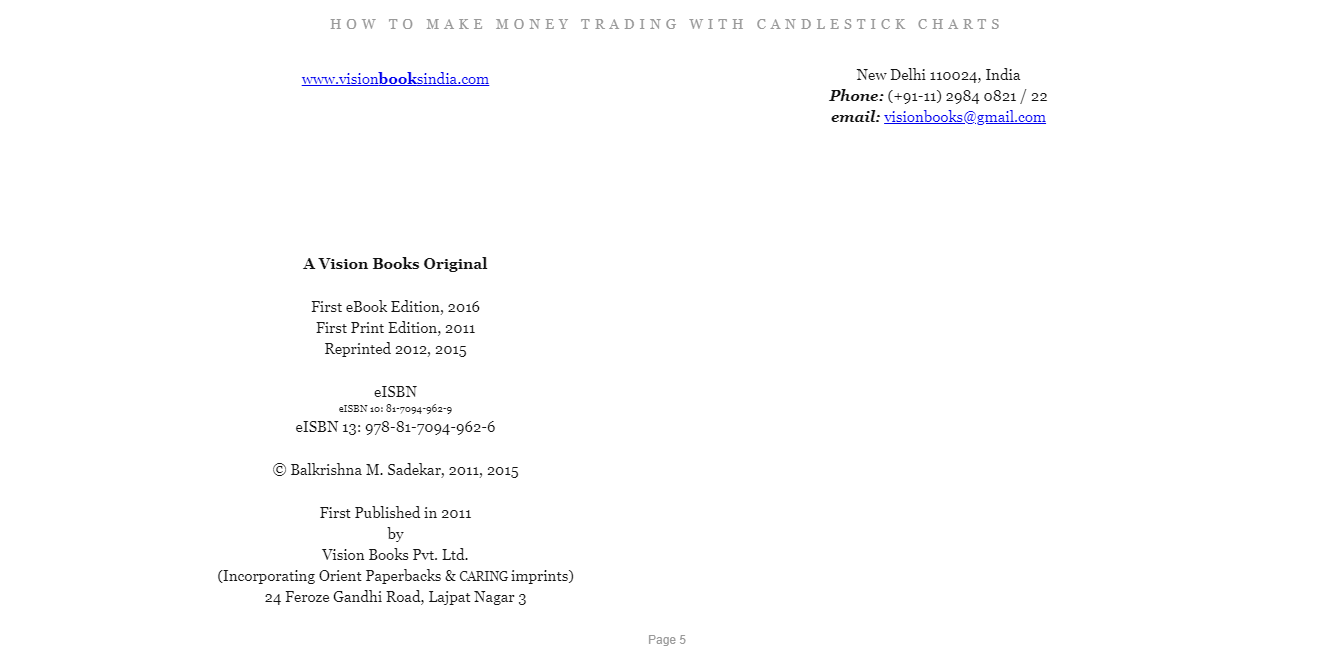 HOW TO MAKE MONEY TRADING WITH CANDLESTICK CHARTS
www.visionbooksindia.com
A Vision Books Original
First eBook Edition, 2016
First Print Edition, 2011
Reprinted 2012, 2015
eISBN
eISBN 10: 81-7094-962-9
eISBN 13: 978-81-7094-962-6
© Balkrishna M. Sadekar, 2011, 2015
First Published in 2011
by
Vision Books Pvt. Ltd.
(Incorporating Orient Paperbacks & CARING imprints)
24 Feroze Gandhi Road, Lajpat Nagar 3
New Delhi 110024, India
Phone: (+91-11) 2984 0821 / 22
email: visionbooks@gmail.com
Page 5